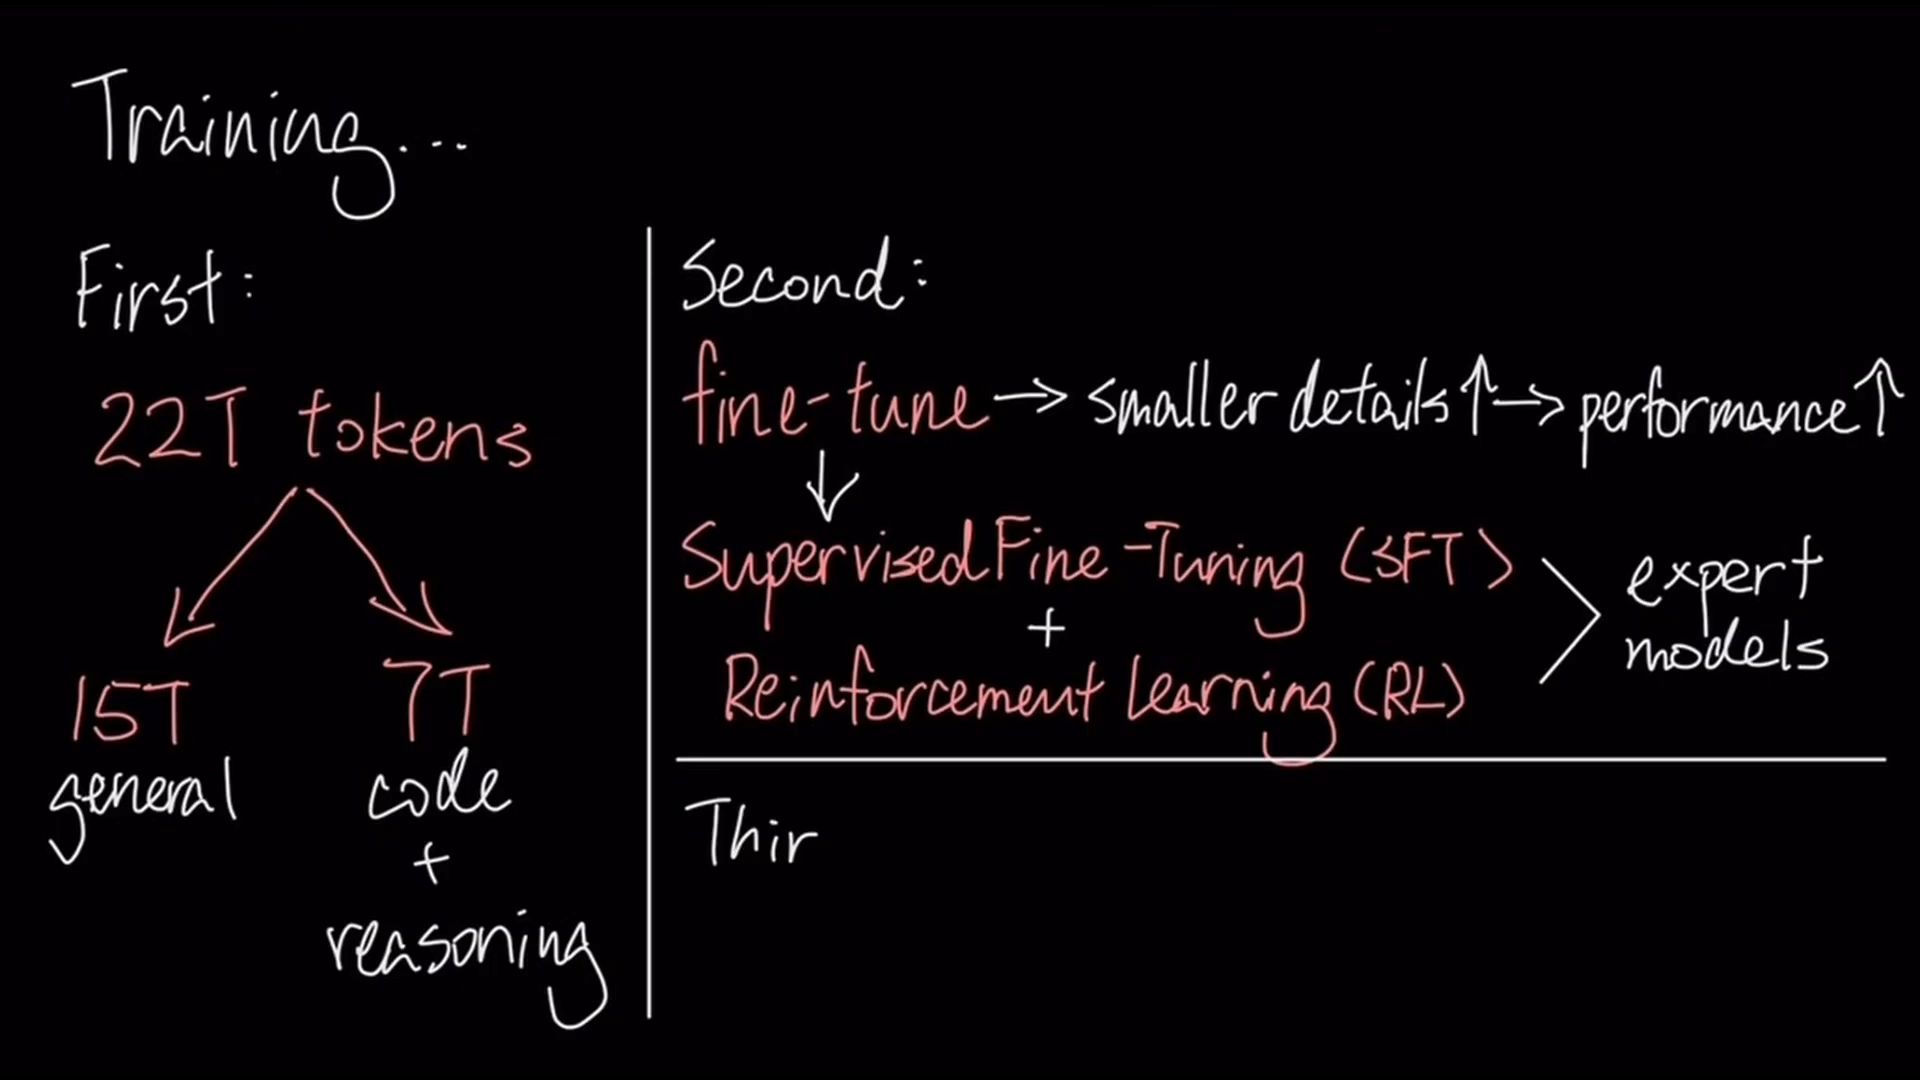 Training...
First:
22T tokens
15T
general
7T
code
+
reasoning
Second:
fine-tune → smaller details ↑ → performance ↑
↓
Supervised Fine-Tuning (SFT)
+
Reinforcement Learning (RL)
expert
models
Thir